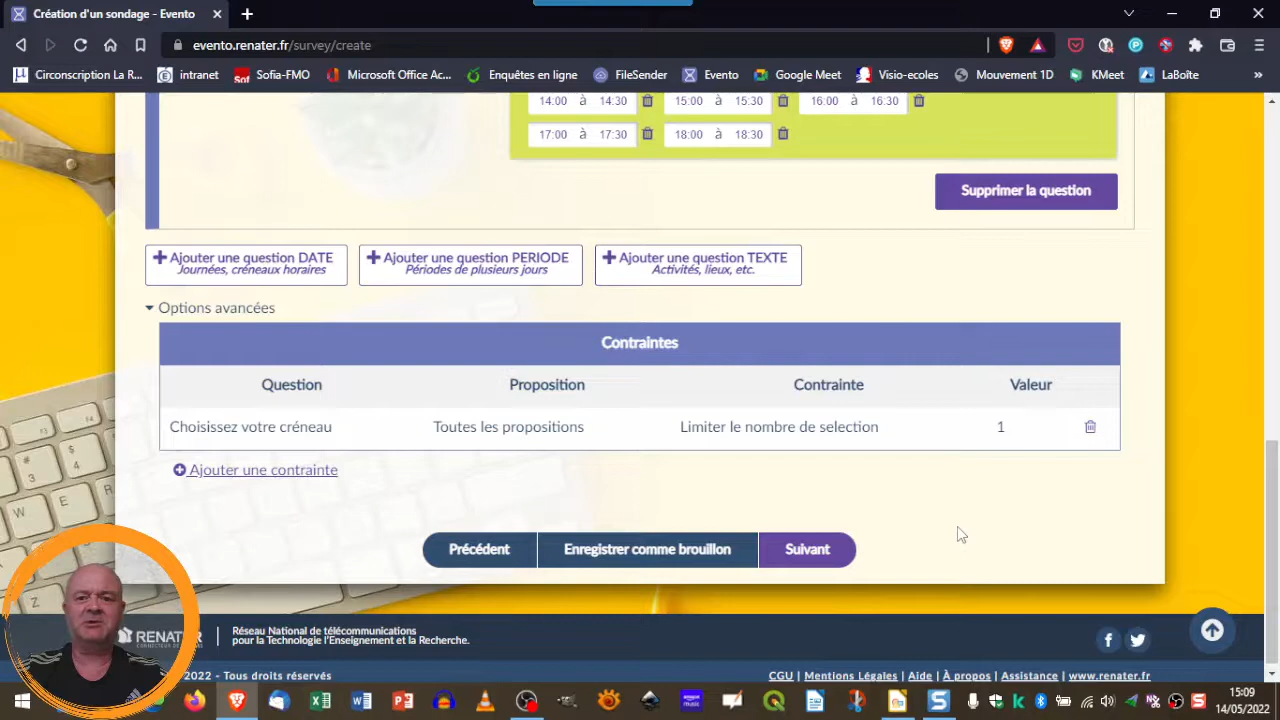 Création d'un sondage - Evento
evento.renater.fr/survey/create
Circonscription La R... intranet Sofia-FMO Microsoft Office Ac... Enquêtes en ligne FileSender Evento Google Meet Visio-ecoles Mouvement 1D KMeet LaBoîte »
14:00 à 14:30 15:00 à 15:30 16:00 à 16:30
17:00 à 17:30 18:00 à 18:30
Supprimer la question
Ajouter une question DATE Ajouter une question PERIODE Ajouter une question TEXTE
Journées, créneaux horaires Périodes de plusieurs jours Activités, lieux, etc.
Options avancées
Contraintes
Question Proposition Contrainte Valeur
Choisissez votre créneau Toutes les propositions Limiter le nombre de selection 1
Ajouter une contrainte
Précédent Enregistrer comme brouillon Suivant
RENATER
Réseau National de télécommunications
pour la Technologie l'Enseignement et la Recherche.
2022 - Tous droits réservés CGU | Mentions Légales | Aide | À propos | Assistance | www.renater.fr
15:09
14/05/2022